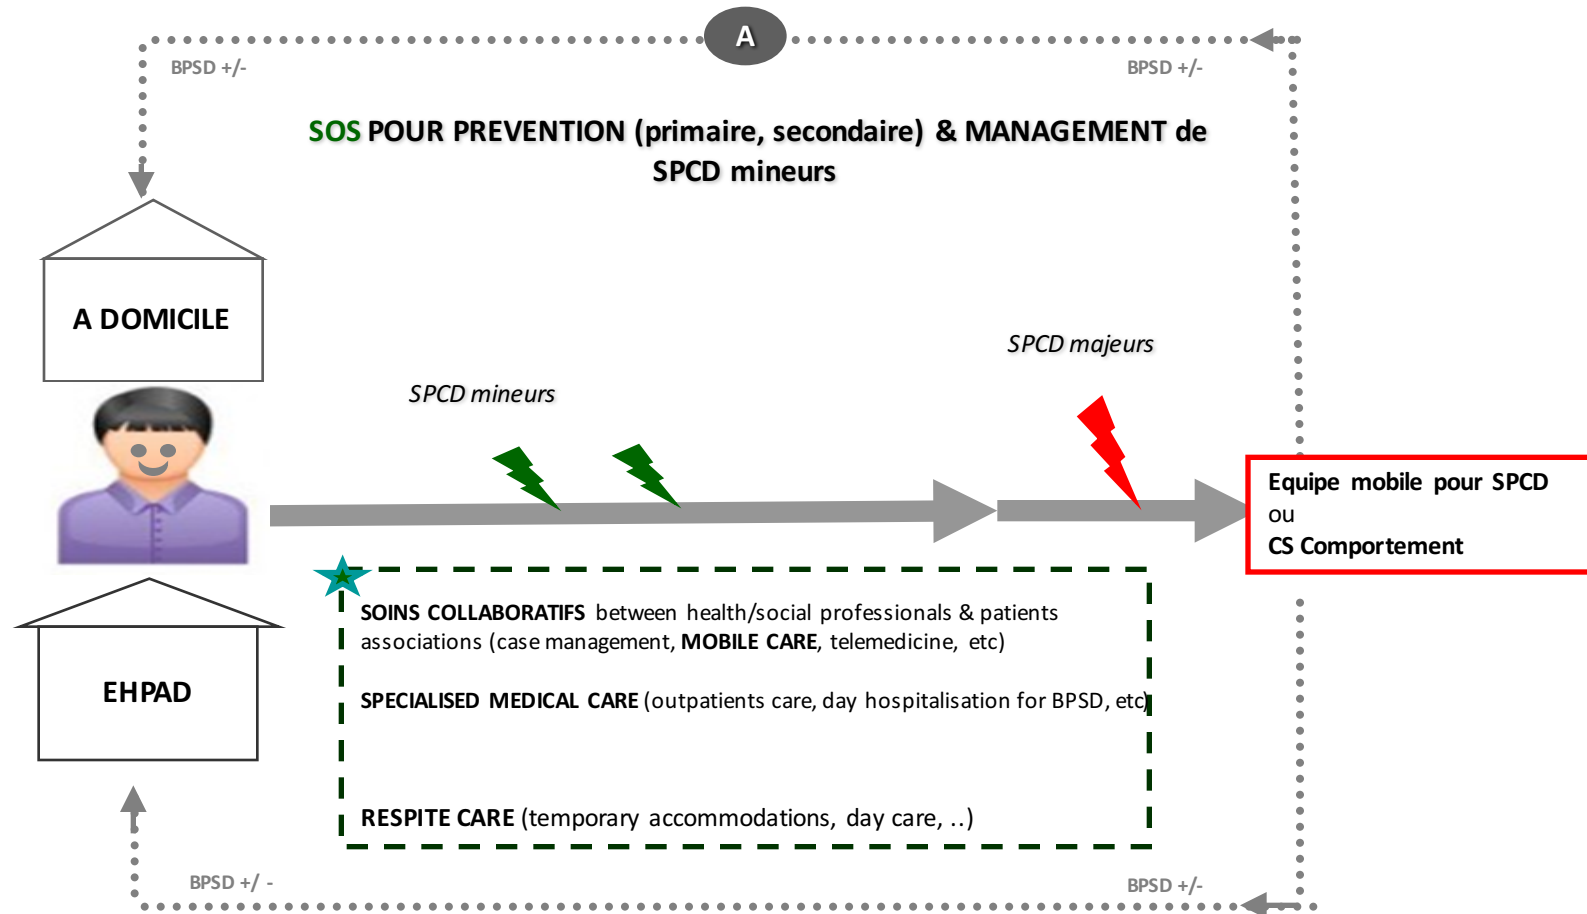 A
BPSD +/-
BPSD +/-
SOS POUR PREVENTION (primaire, secondaire) & MANAGEMENT de
SPCD mineurs
A DOMICILE
SPCD majeurs
SPCD mineurs
Equipe mobile pour SPCD
ou
CS Comportement
SOINS COLLABORATIFS between health/social professionals & patients
associations (case management, MOBILE CARE, telemedicine, etc)
EHPAD
SPECIALISED MEDICAL CARE (outpatients care, day hospitalisation for BPSD, etc)
RESPITE CARE (temporary accommodations, day care, ..)
BPSD +/ -
BPSD +/-